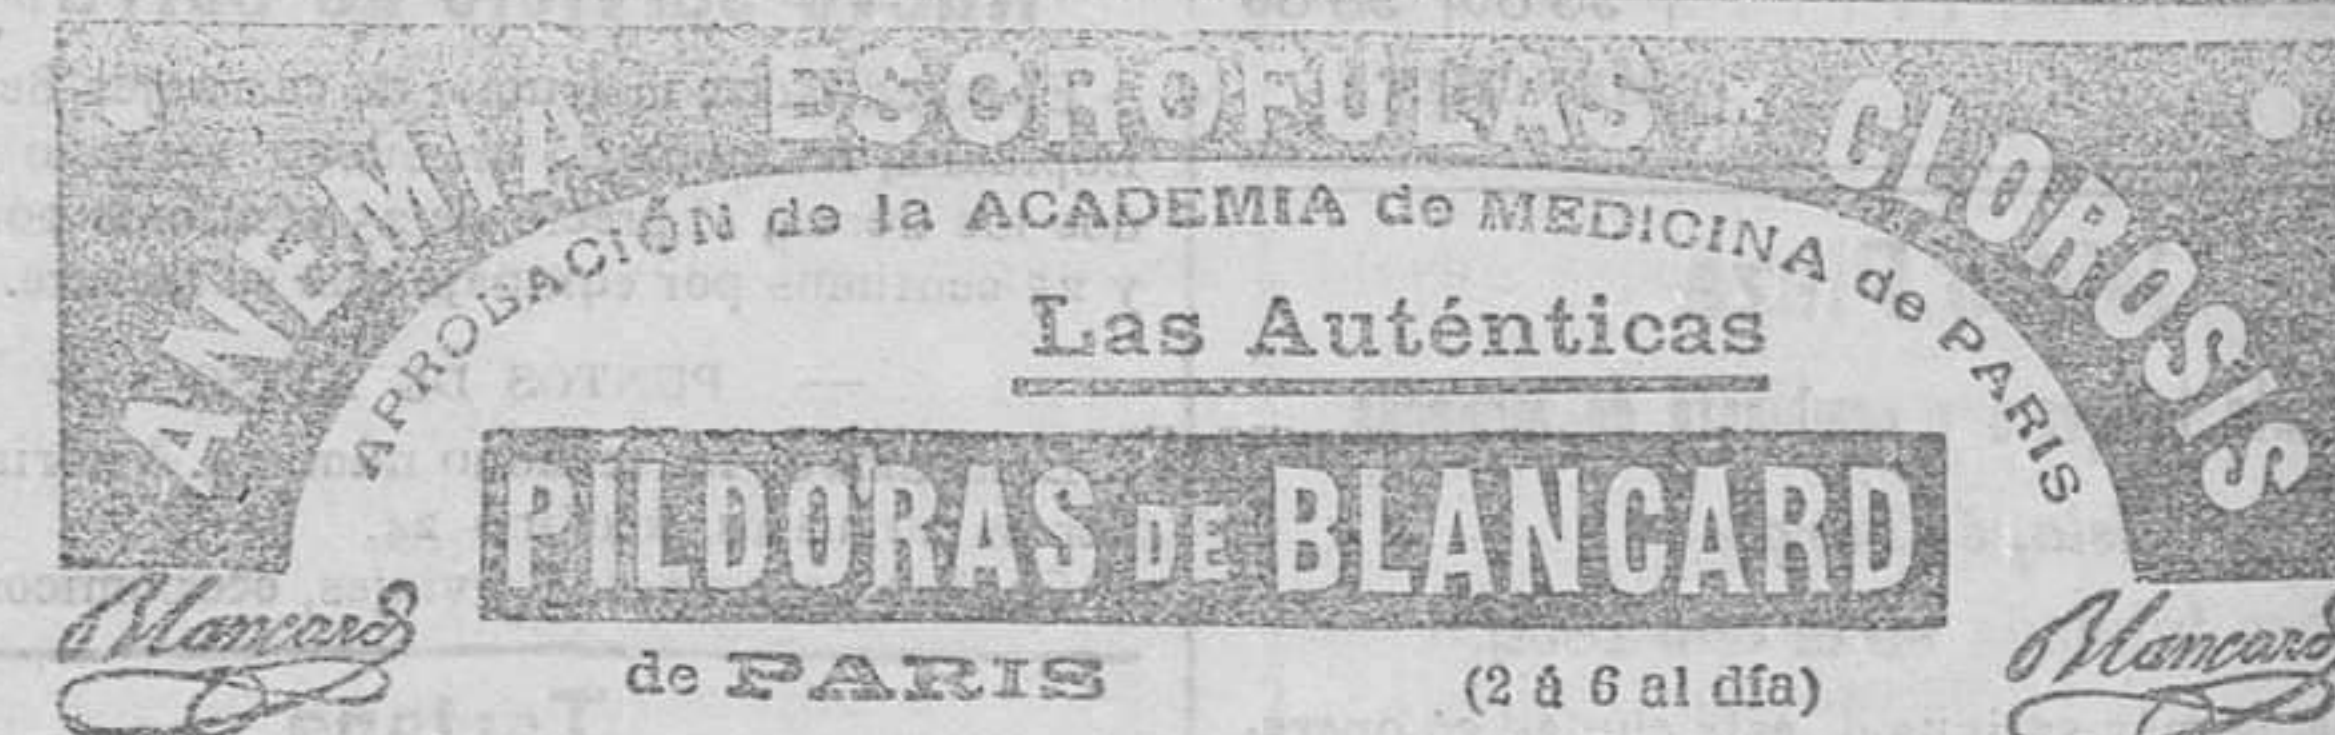 ANEMIA ESCROFULAS * CLOROSIS
APROBACIÓN de la ACADEMIA de MEDICINA de PARIS
Las Auténticas
PÍLDORAS DE BLANCARD
de PARIS (2 á 6 al día)
Blancard Blancard